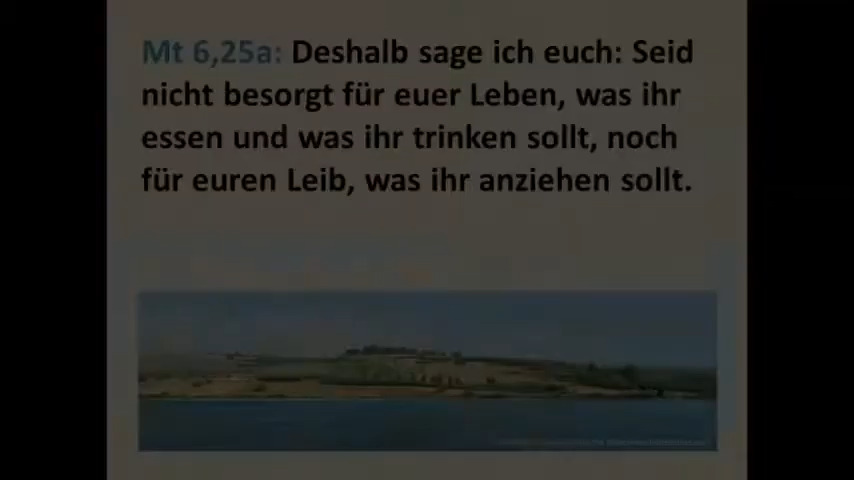 Mt 6,25a: Deshalb sage ich euch: Seid
nicht besorgt für euer Leben, was ihr
essen und was ihr trinken sollt, noch
für euren Leib, was ihr anziehen sollt.